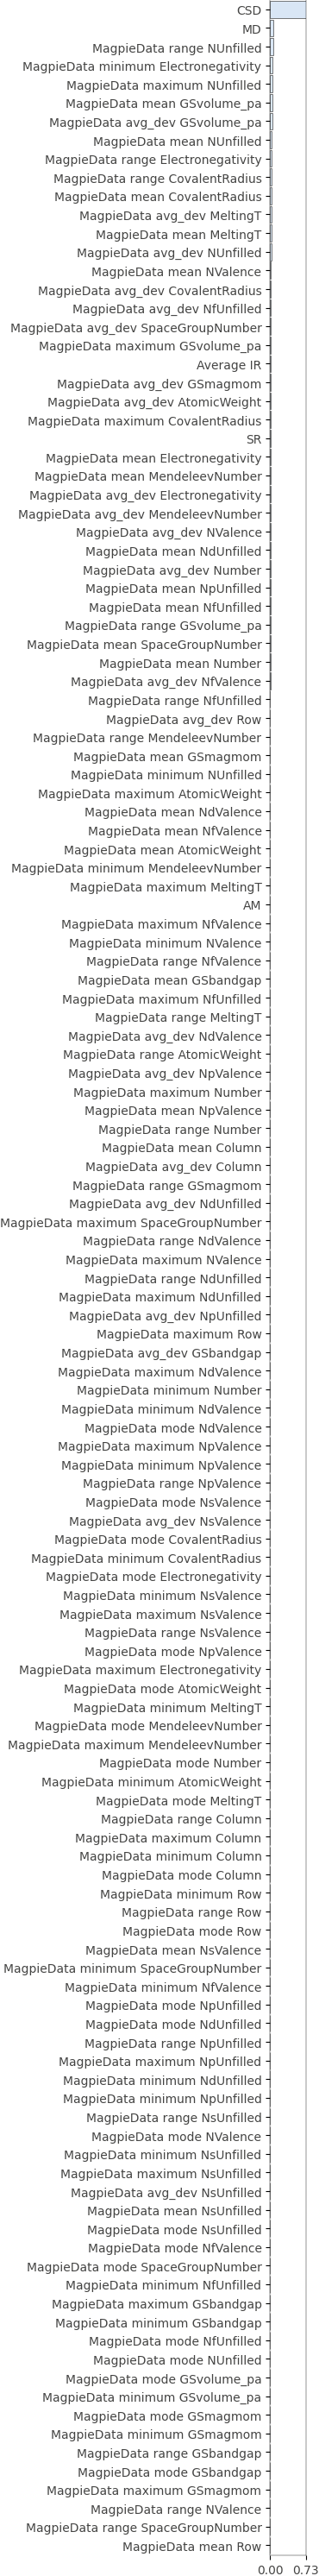 CSD
MD
MagpieData range NUnfilled
MagpieData minimum Electronegativity
MagpieData maximum NUnfilled
MagpieData mean GSvolume_pa
MagpieData avg_dev GSvolume_pa
MagpieData mean NUnfilled
MagpieData range Electronegativity
MagpieData range CovalentRadius
MagpieData mean CovalentRadius
MagpieData avg_dev MeltingT
MagpieData mean MeltingT
MagpieData avg_dev NUnfilled
MagpieData mean NValence
MagpieData avg_dev CovalentRadius
MagpieData avg_dev NfUnfilled
MagpieData avg_dev SpaceGroupNumber
MagpieData maximum GSvolume_pa
Average IR
MagpieData avg_dev GSmagmom
MagpieData avg_dev AtomicWeight
MagpieData maximum CovalentRadius
SR
MagpieData mean Electronegativity
MagpieData mean MendeleevNumber
MagpieData avg_dev Electronegativity
MagpieData avg_dev MendeleevNumber
MagpieData avg_dev NValence
MagpieData mean NdUnfilled
MagpieData avg_dev Number
MagpieData mean NpUnfilled
MagpieData mean NfUnfilled
MagpieData range GSvolume_pa
MagpieData mean SpaceGroupNumber
MagpieData mean Number
MagpieData avg_dev NfValence
MagpieData range NfUnfilled
MagpieData avg_dev Row
MagpieData range MendeleevNumber
MagpieData mean GSmagmom
MagpieData minimum NUnfilled
MagpieData maximum AtomicWeight
MagpieData mean NdValence
MagpieData mean NfValence
MagpieData mean AtomicWeight
MagpieData minimum MendeleevNumber
MagpieData maximum MeltingT
AM
MagpieData maximum NfValence
MagpieData minimum NValence
MagpieData range NfValence
MagpieData mean GSbandgap
MagpieData maximum NfUnfilled
MagpieData range MeltingT
MagpieData avg_dev NdValence
MagpieData range AtomicWeight
MagpieData avg_dev NpValence
MagpieData maximum Number
MagpieData mean NpValence
MagpieData range Number
MagpieData mean Column
MagpieData avg_dev Column
MagpieData range GSmagmom
MagpieData avg_dev NdUnfilled
MagpieData maximum SpaceGroupNumber
MagpieData range NdValence
MagpieData maximum NValence
MagpieData range NdUnfilled
MagpieData maximum NdUnfilled
MagpieData avg_dev NpUnfilled
MagpieData maximum Row
MagpieData avg_dev GSbandgap
MagpieData maximum NdValence
MagpieData minimum Number
MagpieData minimum NdValence
MagpieData mode NdValence
MagpieData maximum NpValence
MagpieData minimum NpValence
MagpieData range NpValence
MagpieData mode NsValence
MagpieData avg_dev NsValence
MagpieData mode CovalentRadius
MagpieData minimum CovalentRadius
MagpieData mode Electronegativity
MagpieData minimum NsValence
MagpieData maximum NsValence
MagpieData range NsValence
MagpieData mode NpValence
MagpieData maximum Electronegativity
MagpieData mode AtomicWeight
MagpieData minimum MeltingT
MagpieData mode MendeleevNumber
MagpieData maximum MendeleevNumber
MagpieData mode Number
MagpieData minimum AtomicWeight
MagpieData mode MeltingT
MagpieData range Column
MagpieData maximum Column
MagpieData minimum Column
MagpieData mode Column
MagpieData minimum Row
MagpieData range Row
MagpieData mode Row
MagpieData mean NsValence
MagpieData minimum SpaceGroupNumber
MagpieData minimum NfValence
MagpieData mode NpUnfilled
MagpieData mode NdUnfilled
MagpieData range NpUnfilled
MagpieData maximum NpUnfilled
MagpieData minimum NdUnfilled
MagpieData minimum NpUnfilled
MagpieData range NsUnfilled
MagpieData mode NValence
MagpieData minimum NsUnfilled
MagpieData maximum NsUnfilled
MagpieData avg_dev NsUnfilled
MagpieData mean NsUnfilled
MagpieData mode NsUnfilled
MagpieData mode NfValence
MagpieData mode SpaceGroupNumber
MagpieData minimum NfUnfilled
MagpieData maximum GSbandgap
MagpieData minimum GSbandgap
MagpieData mode NfUnfilled
MagpieData mode NUnfilled
MagpieData mode GSvolume_pa
MagpieData minimum GSvolume_pa
MagpieData mode GSmagmom
MagpieData minimum GSmagmom
MagpieData range GSbandgap
MagpieData mode GSbandgap
MagpieData maximum GSmagmom
MagpieData range NValence
MagpieData range SpaceGroupNumber
MagpieData mean Row
0.00 0.73